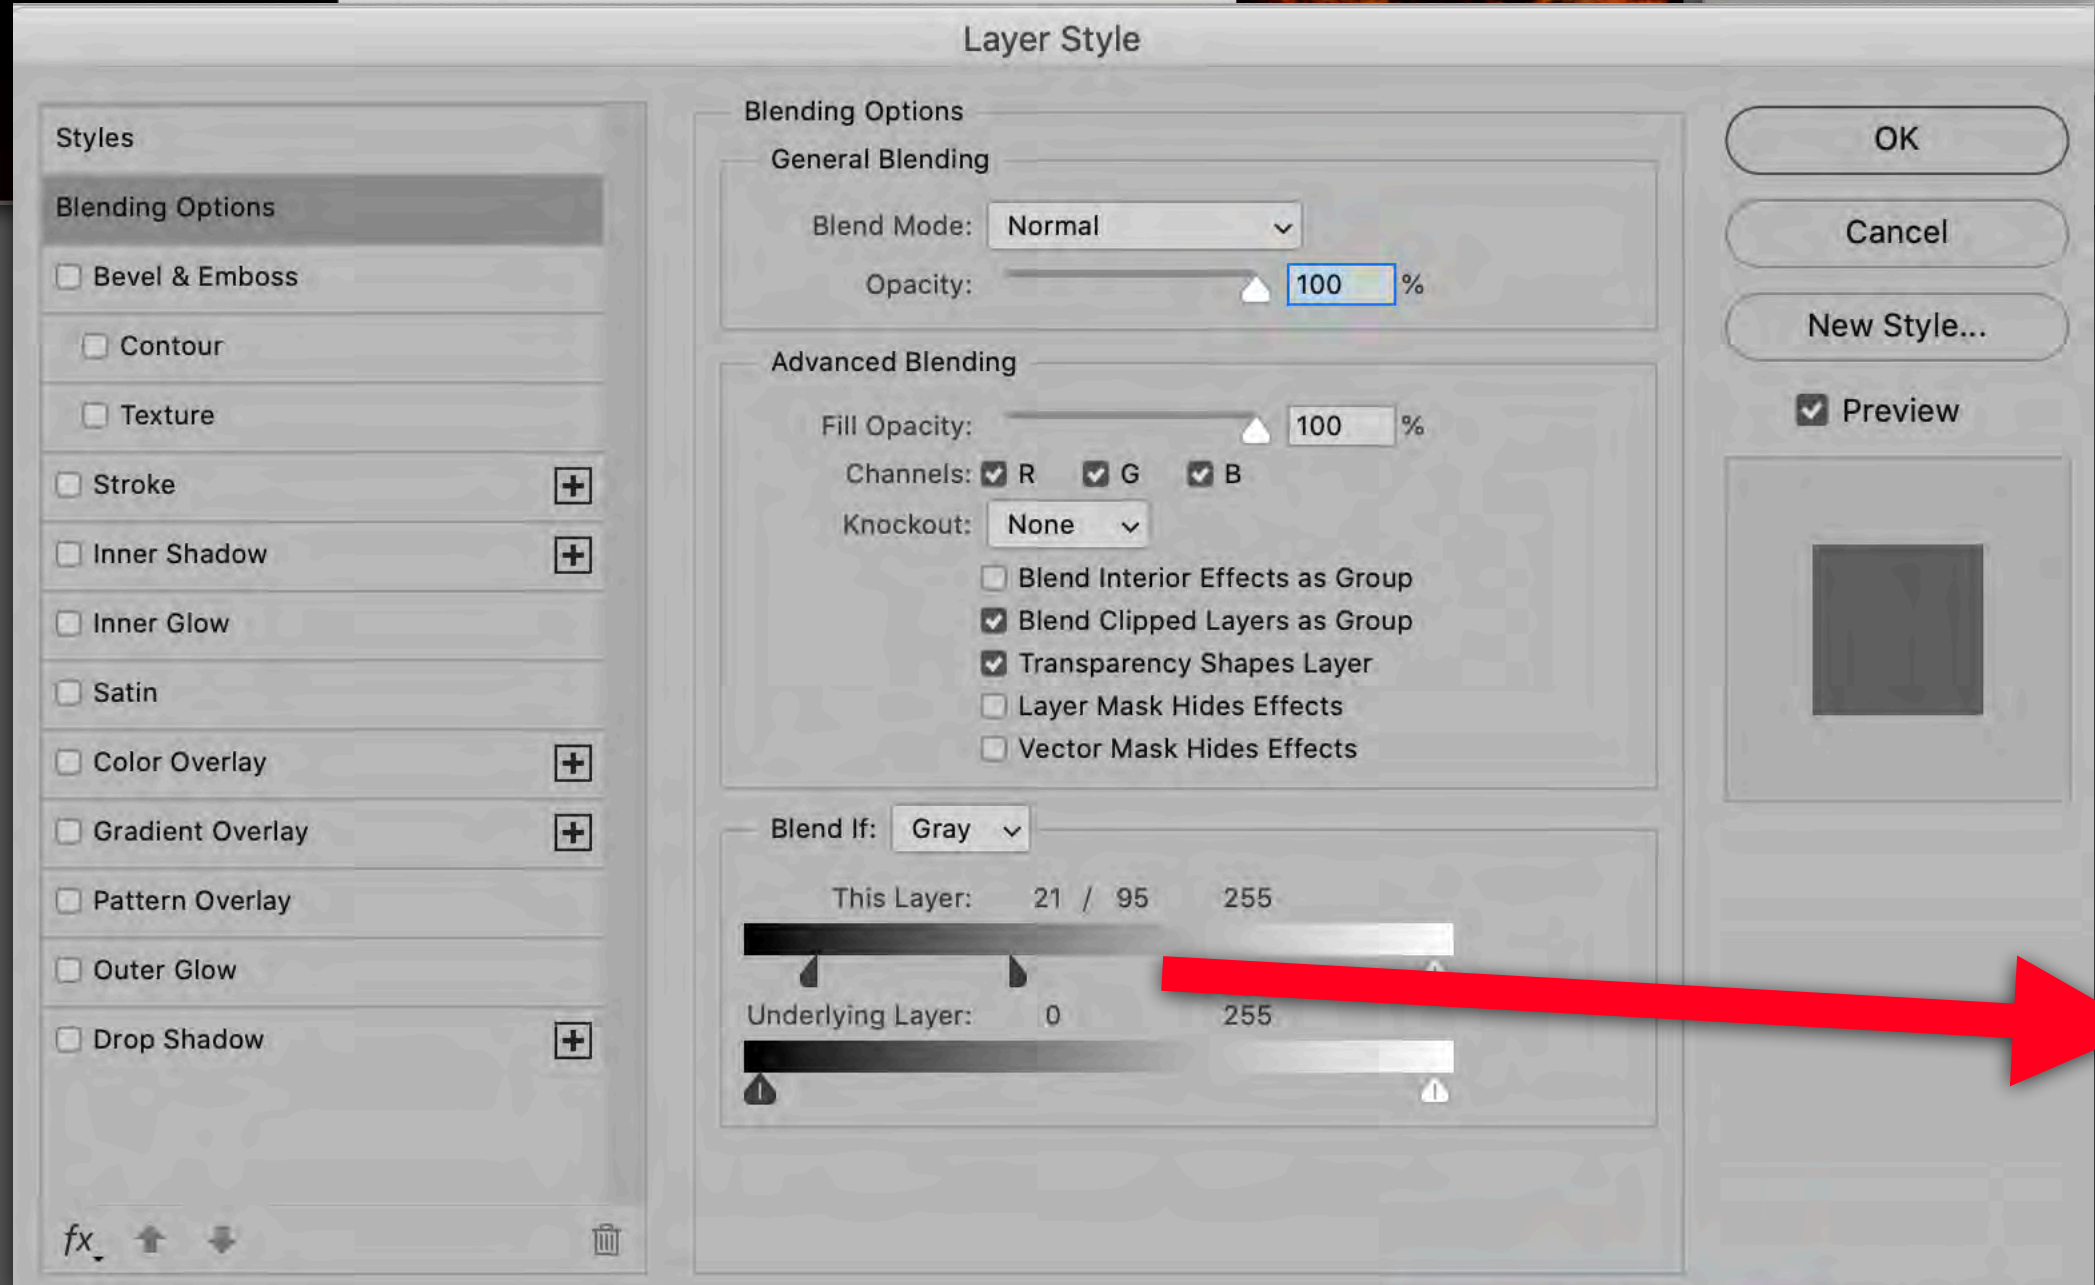 Layer Style
Styles
Blending Options
Bevel & Emboss
Contour
Texture
Stroke
Inner Shadow
Inner Glow
Satin
Color Overlay
Gradient Overlay
Pattern Overlay
Outer Glow
Drop Shadow
fx
Blending Options
General Blending
Blend Mode: Normal
Opacity: 100 %
Advanced Blending
Fill Opacity: 100 %
Channels: R G B
Knockout: None
Blend Interior Effects as Group
Blend Clipped Layers as Group
Transparency Shapes Layer
Layer Mask Hides Effects
Vector Mask Hides Effects
Blend If: Gray
This Layer: 21 / 95 255
Underlying Layer: 0 255
OK
Cancel
New Style...
Preview